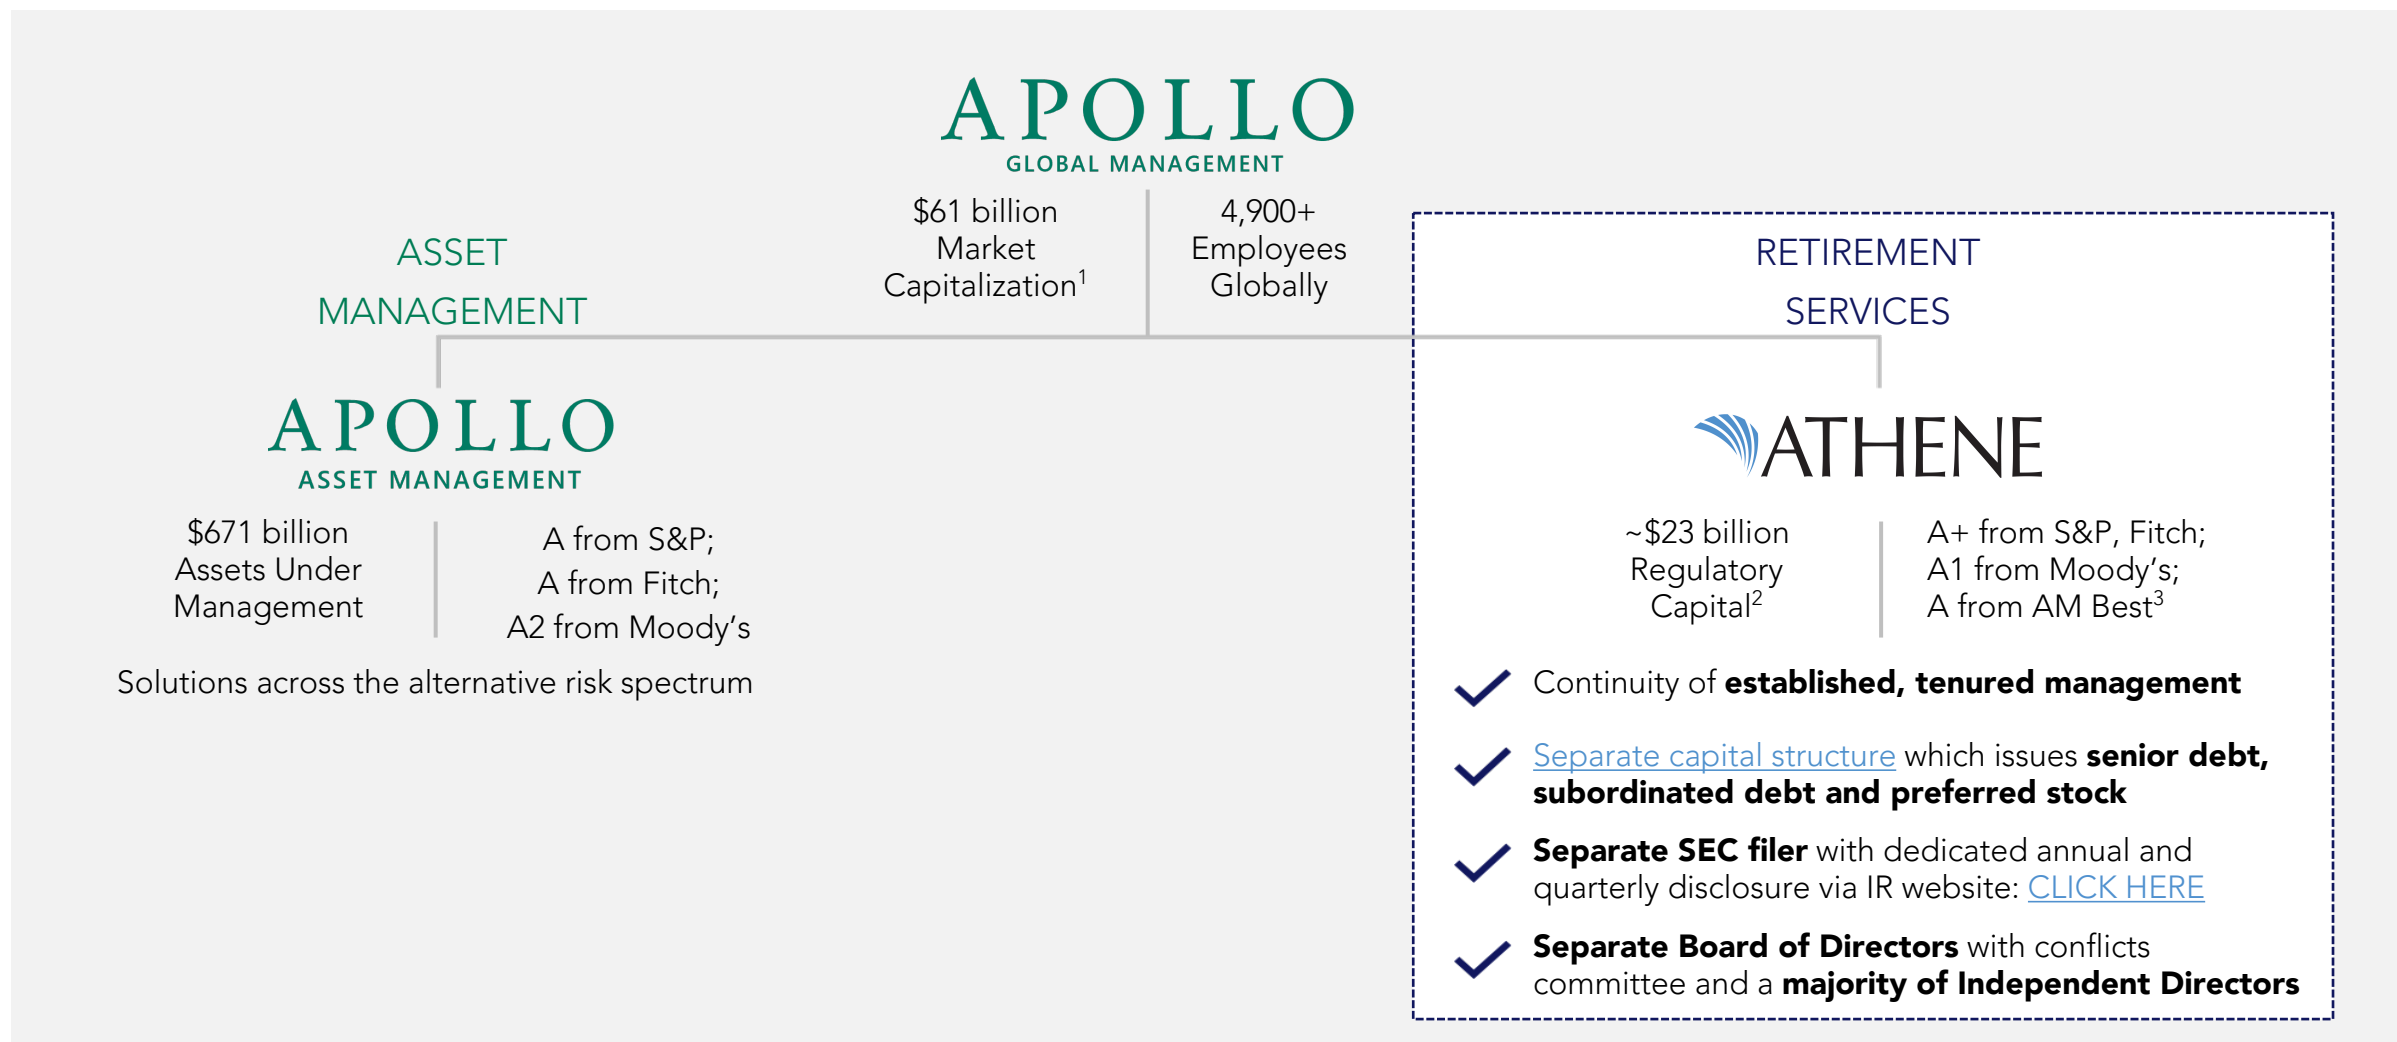 APOLLO
GLOBAL MANAGEMENT
$61 billion
Market
Capitalization¹
4,900+
Employees
Globally
ASSET
MANAGEMENT
APOLLO
ASSET MANAGEMENT
$671 billion
Assets Under
Management
A from S&P;
A from Fitch;
A2 from Moody’s
Solutions across the alternative risk spectrum
RETIREMENT
SERVICES
ATHENE
~$23 billion
Regulatory
Capital²
A+ from S&P, Fitch;
A1 from Moody’s;
A from AM Best³
Continuity of established, tenured management
Separate capital structure which issues senior debt,
subordinated debt and preferred stock
Separate SEC filer with dedicated annual and
quarterly disclosure via IR website: CLICK HERE
Separate Board of Directors with conflicts
committee and a majority of Independent Directors